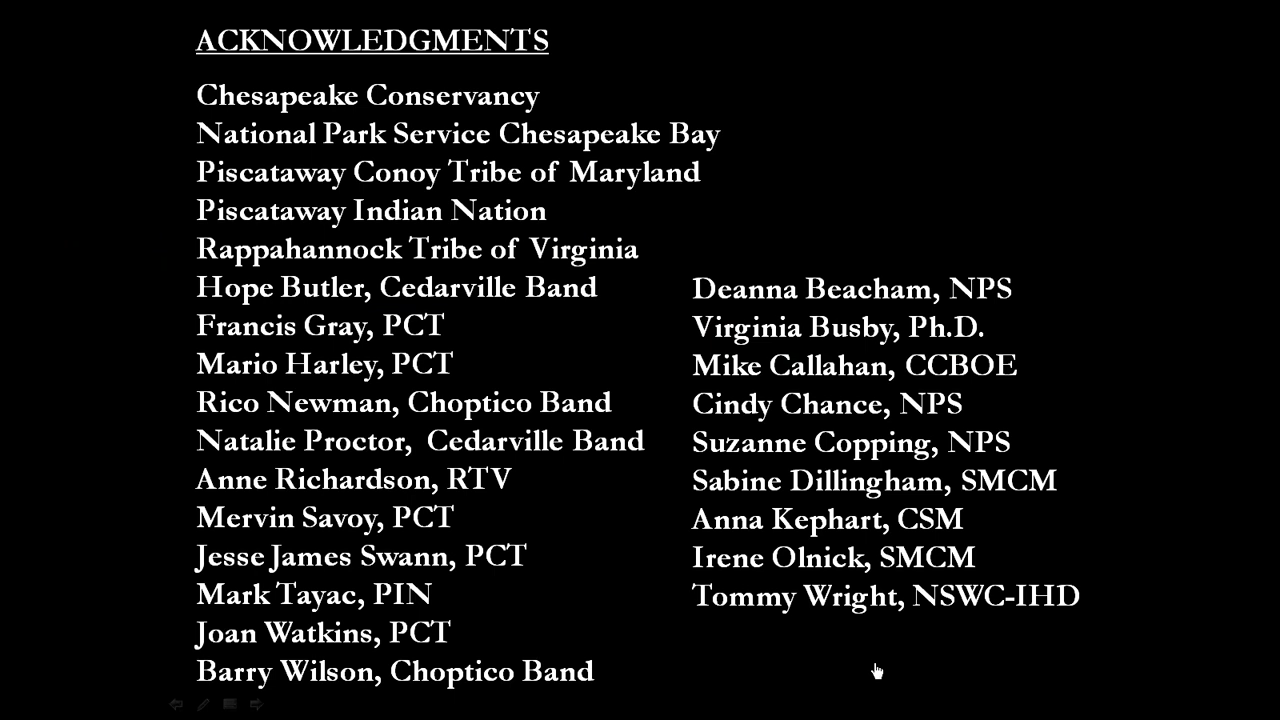 ACKNOWLEDGMENTS
Chesapeake Conservancy
National Park Service Chesapeake Bay
Piscataway Conoy Tribe of Maryland
Piscataway Indian Nation
Rappahannock Tribe of Virginia
Hope Butler, Cedarville Band
Francis Gray, PCT
Mario Harley, PCT
Rico Newman, Choptico Band
Natalie Proctor, Cedarville Band
Anne Richardson, RTV
Mervin Savoy, PCT
Jesse James Swann, PCT
Mark Tayac, PIN
Joan Watkins, PCT
Barry Wilson, Choptico Band
Deanna Beacham, NPS
Virginia Busby, Ph.D.
Mike Callahan, CCBOE
Cindy Chance, NPS
Suzanne Copping, NPS
Sabine Dillingham, SMCM
Anna Kephart, CSM
Irene Olnick, SMCM
Tommy Wright, NSWC-IHD